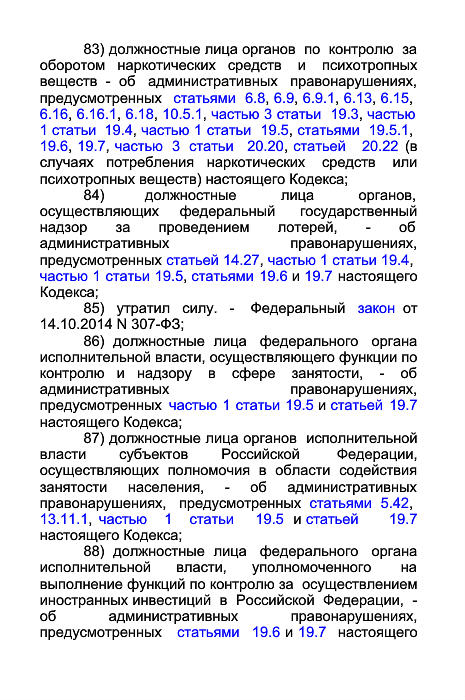 83) должностные лица органов по контролю за
оборотом наркотических средств и психотропных
веществ - об административных правонарушениях,
предусмотренных статьями 6.8, 6.9, 6.9.1, 6.13, 6.15,
6.16, 6.16.1, 6.18, 10.5.1, частью 3 статьи 19.3, частью
1 статьи 19.4, частью 1 статьи 19.5, статьями 19.5.1,
19.6, 19.7, частью 3 статьи 20.20, статьей 20.22 (в
случаях потребления наркотических средств или
психотропных веществ) настоящего Кодекса;
84) должностные лица органов,
осуществляющих федеральный государственный
надзор за проведением лотерей, - об
административных правонарушениях,
предусмотренных статьей 14.27, частью 1 статьи 19.4,
частью 1 статьи 19.5, статьями 19.6 и 19.7 настоящего
Кодекса;
85) утратил силу. - Федеральный закон от
14.10.2014 N 307-ФЗ;
86) должностные лица федерального органа
исполнительной власти, осуществляющего функции по
контролю и надзору в сфере занятости, - об
административных правонарушениях,
предусмотренных частью 1 статьи 19.5 и статьей 19.7
настоящего Кодекса;
87) должностные лица органов исполнительной
власти субъектов Российской Федерации,
осуществляющих полномочия в области содействия
занятости населения, - об административных
правонарушениях, предусмотренных статьями 5.42,
13.11.1, частью 1 статьи 19.5 и статьей 19.7
настоящего Кодекса;
88) должностные лица федерального органа
исполнительной власти, уполномоченного на
выполнение функций по контролю за осуществлением
иностранных инвестиций в Российской Федерации, -
об административных правонарушениях,
предусмотренных статьями 19.6 и 19.7 настоящего